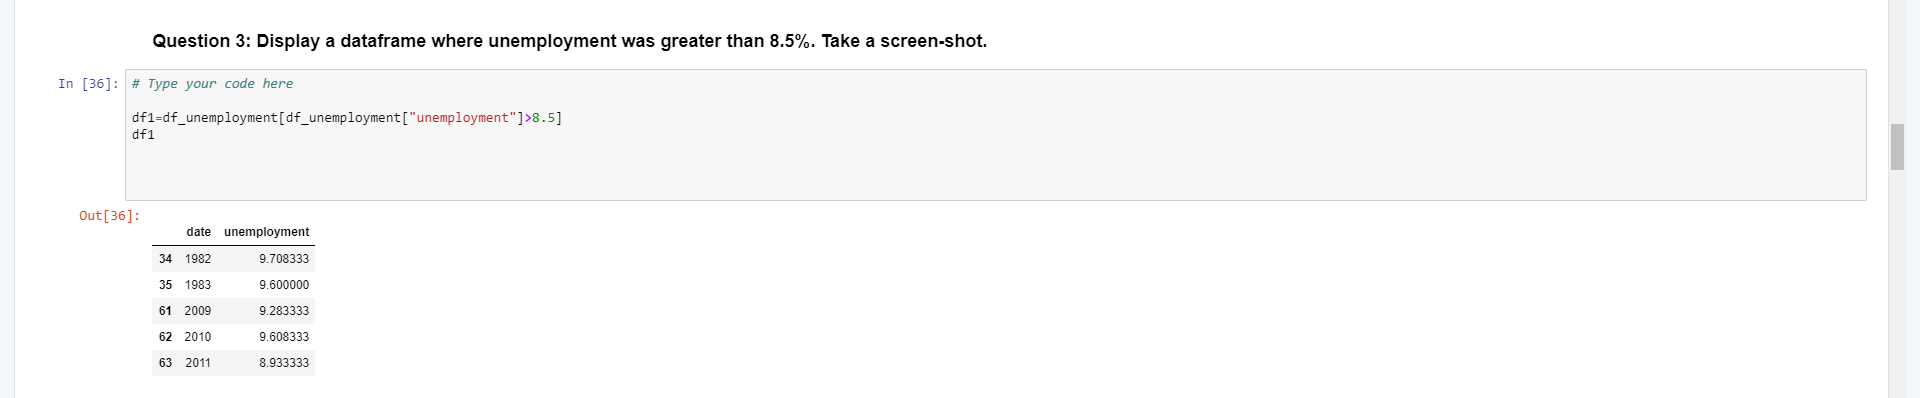 Question 3: Display a dataframe where unemployment was greater than 8.5%. Take a screen-shot.
In [36]: # Type your code here
df1=df_unemployment[df_unemployment["unemployment"]>8.5]
df1
Out[36]:
date unemployment
34 1982 9.708333
35 1983 9.600000
61 2009 9.283333
62 2010 9.608333
63 2011 8.933333